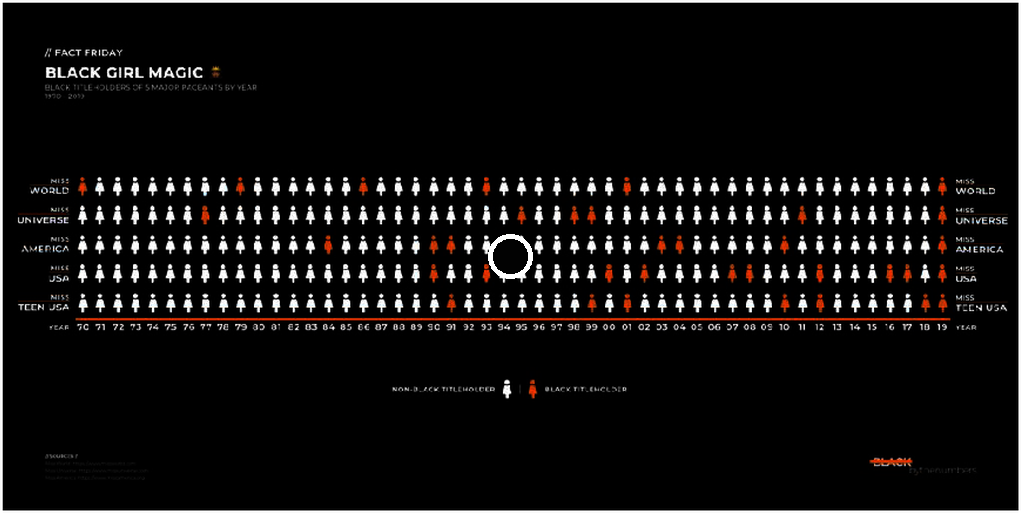 // FACT FRIDAY
BLACK GIRL MAGIC
BLACK TITLEHOLDERS OF 5 MAJOR PAGEANTS BY YEAR
1970 - 2019
MISS WORLD MISS WORLD
MISS UNIVERSE MISS UNIVERSE
MISS AMERICA MISS AMERICA
MISS USA MISS USA
MISS TEEN USA MISS TEEN USA
YEAR 70 71 72 73 74 75 76 77 78 79 80 81 82 83 84 85 86 87 88 89 90 91 92 93 94 95 96 97 98 99 00 01 02 03 04 05 06 07 08 09 10 11 12 13 14 15 16 17 18 19 YEAR
NON-BLACK TITLEHOLDER | BLACK TITLEHOLDER
BLACK
bythenumbers